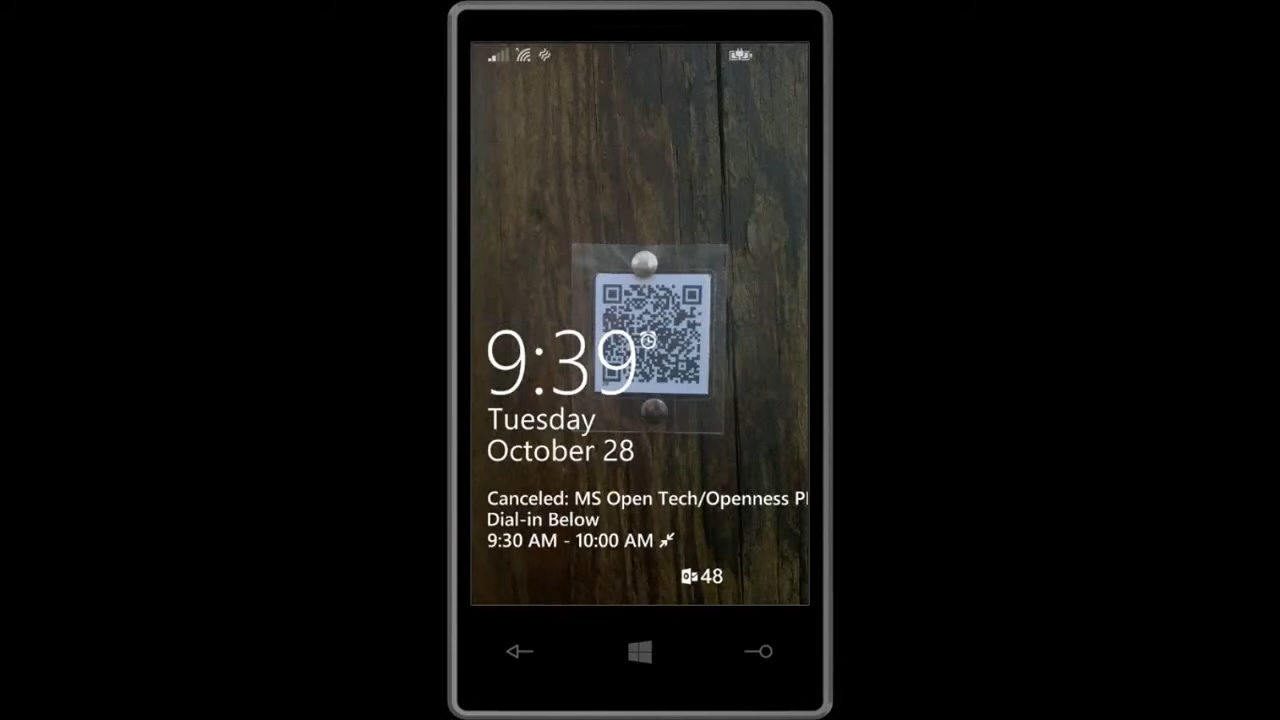 9:39
Tuesday
October 28
Canceled: MS Open Tech/Openness
Dial-in Below
9:30 AM - 10:00 AM
48